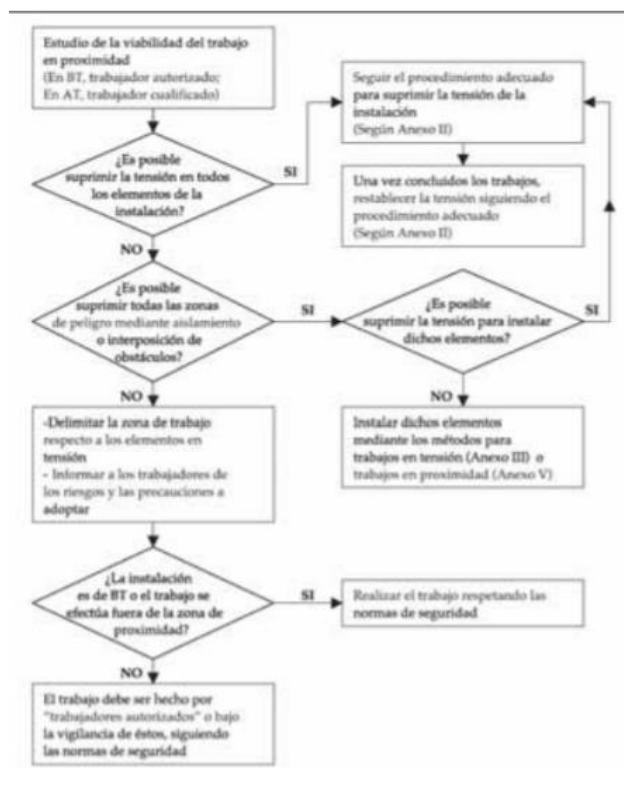 Estudio de la viabilidad del trabajo
en proximidad
(En BT, trabajador autorizado;
En AT, trabajador cualificado)
Seguir el procedimiento adecuado
para suprimir la tensión de la
instalación
(Según Anexo II)
¿Es posible
suprimir la tensión en todos
los elementos de la
instalación?
SI
Una vez concluidos los trabajos,
restablecer la tensión siguiendo el
procedimiento adecuado
(Según Anexo II)
NO
¿Es posible
suprimir todas las zonas
de peligro mediante aislamiento
o interposición de
obstáculos?
SI
¿Es posible
suprimir la tensión para instalar
dichos elementos?
SI
NO
NO
-Delimitar la zona de trabajo
respecto a los elementos en
tensión
- Informar a los trabajadores de
los riesgos y las precauciones a
adoptar
Instalar dichos elementos
mediante los métodos para
trabajos en tensión (Anexo III) o
trabajos en proximidad (Anexo V)
¿La instalación
es de BT o el trabajo se
efectúa fuera de la zona de
proximidad?
SI
Realizar el trabajo respetando las
normas de seguridad
NO
El trabajo debe ser hecho por
"trabajadores autorizados" o bajo
la vigilancia de éstos, siguiendo
las normas de seguridad